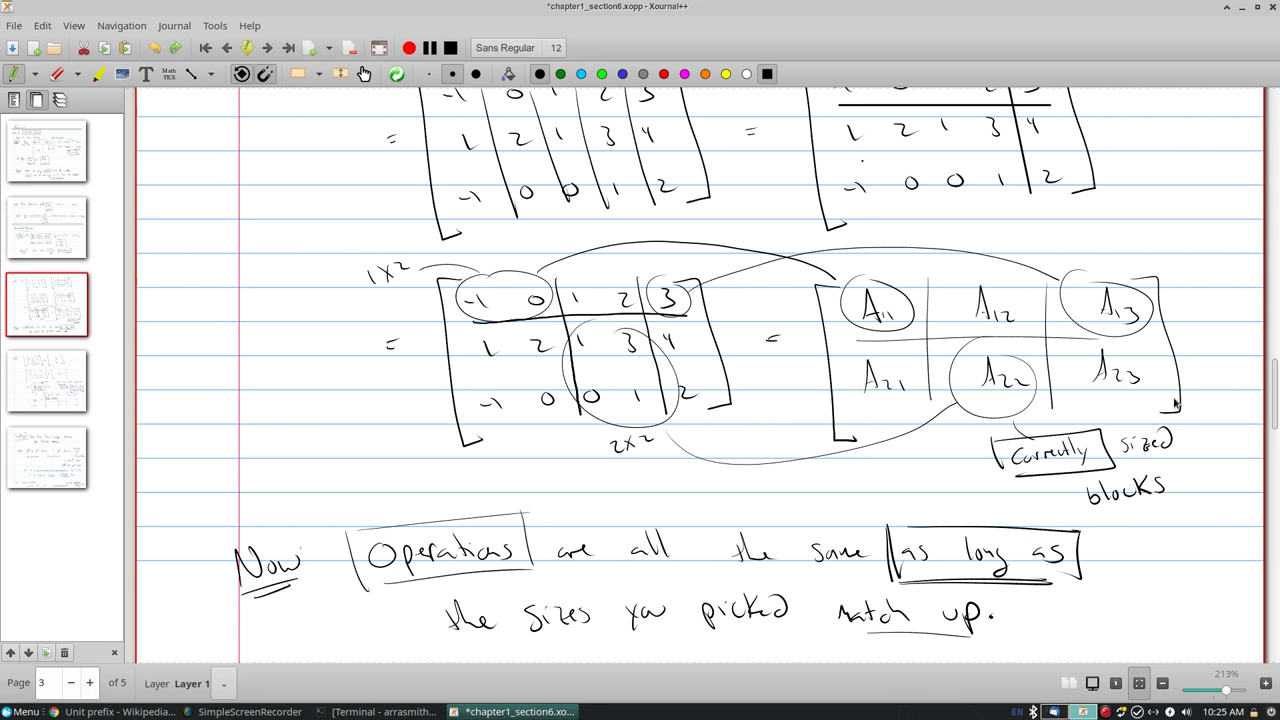 *chapter1_section6.xopp - Xournal++
File Edit View Navigate Journal Tools Help
Sans Regular 12
Math TEX
-1 0 1 2 3
= 1 2 1 3 4
-1 0 0 1 2
= 1 2 1 3 4
-1 0 0 1 2
1x2
-1 0 1 2 3
= 1 2 1 3 4
-1 0 0 1 2
2x2
= A11 A12 A13
A21 A22 A23
Correctly sized
blocks
Now Operations are all the same as long as
the sizes you picked match up.
Page 3 of 5 Layer Layer 1
213%
Menu Unit prefix - Wikipedia... SimpleScreenRecorder [Terminal - arrasmith... *chapter1_section6.xo... EN 10:25 AM